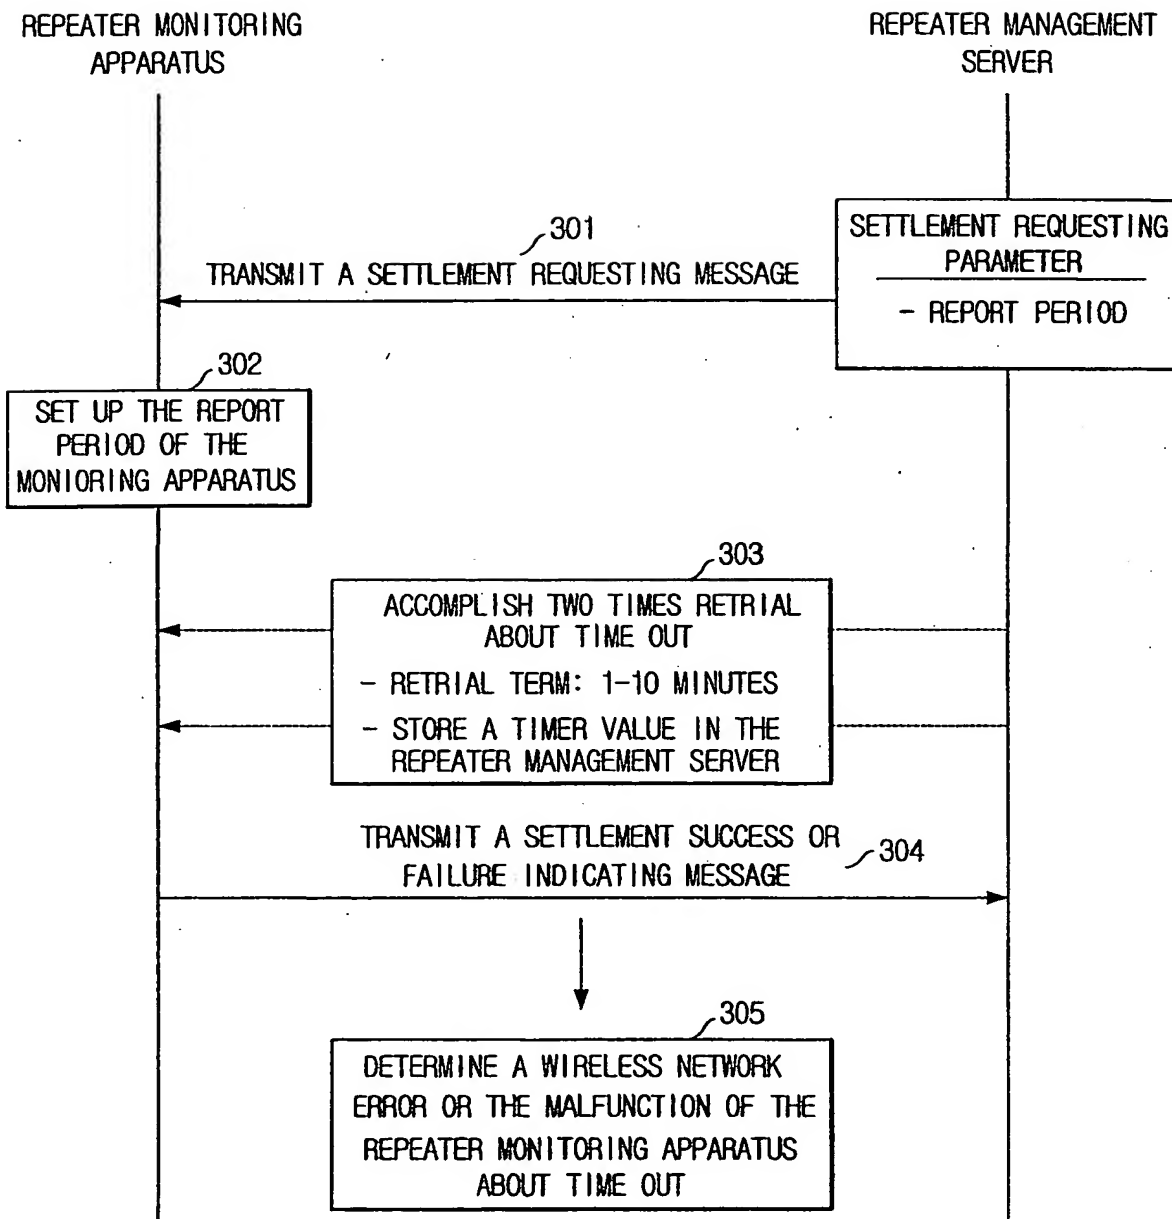 REPEATER MONITORING
APPARATUS
REPEATER MANAGEMENT
SERVER
SETTLEMENT REQUESTING
PARAMETER
- REPORT PERIOD
301
TRANSMIT A SETTLEMENT REQUESTING MESSAGE
302
SET UP THE REPORT
PERIOD OF THE
MONIORING APPARATUS
303
ACCOMPLISH TWO TIMES RETRIAL
ABOUT TIME OUT
- RETRIAL TERM: 1-10 MINUTES
- STORE A TIMER VALUE IN THE
REPEATER MANAGEMENT SERVER
TRANSMIT A SETTLEMENT SUCCESS OR
FAILURE INDICATING MESSAGE
304
305
DETERMINE A WIRELESS NETWORK
ERROR OR THE MALFUNCTION OF THE
REPEATER MONITORING APPARATUS
ABOUT TIME OUT